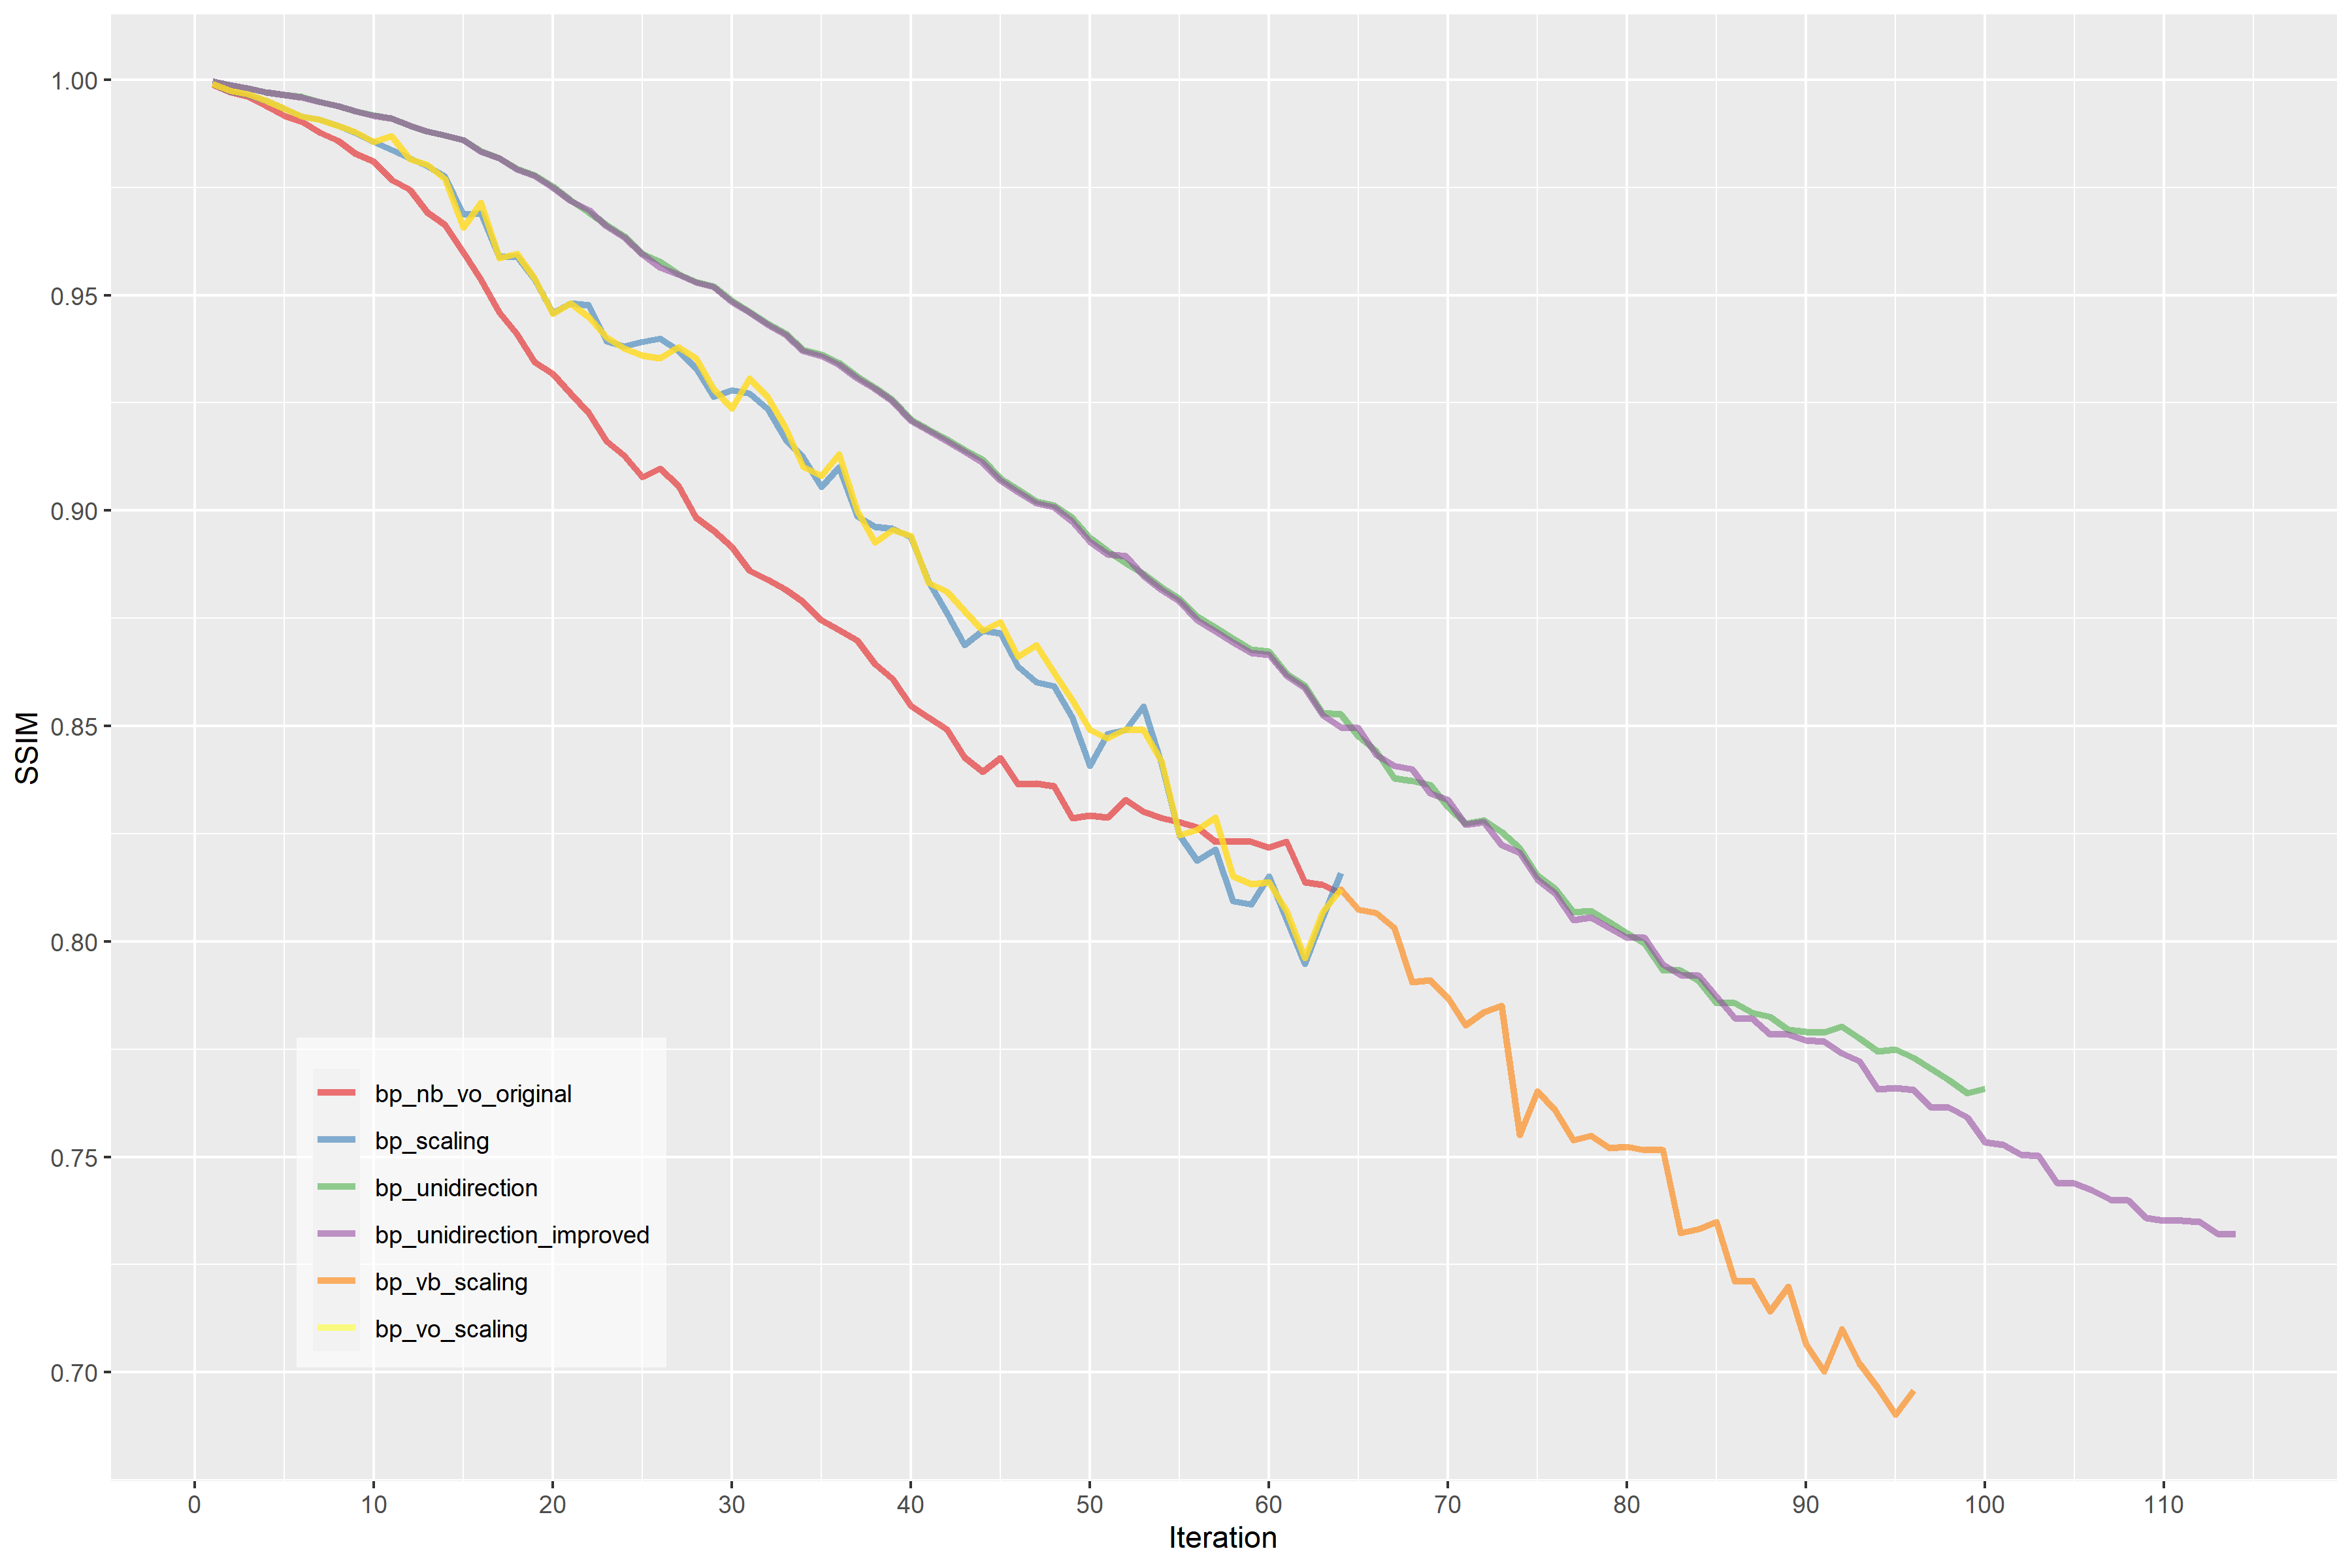 1.00
0.95
0.90
0.85
0.80
0.75
0.70
SSIM
bp_nb_vo_original
bp_scaling
bp_unidirection
bp_unidirection_improved
bp_vb_scaling
bp_vo_scaling
0 10 20 30 40 50 60 70 80 90 100 110
Iteration